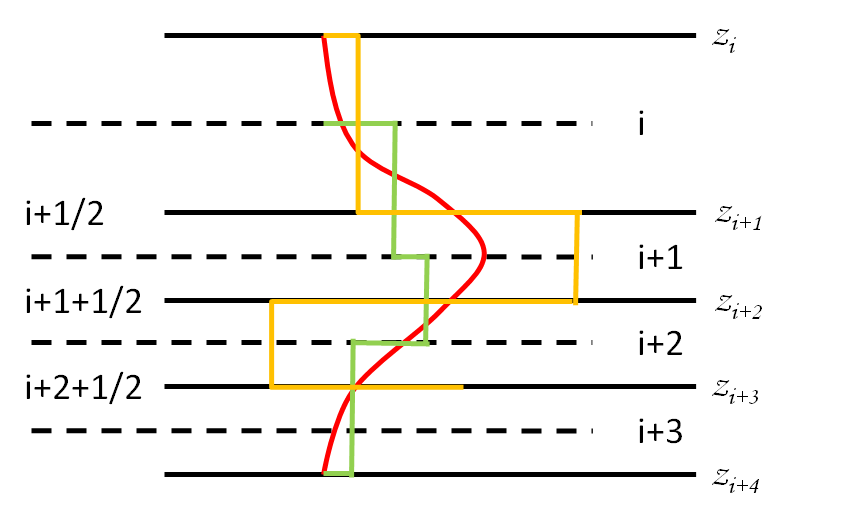 z_i
i
i+1/2 z_{i+1}
i+1
i+1+1/2 z_{i+2}
i+2
i+2+1/2 z_{i+3}
i+3
z_{i+4}